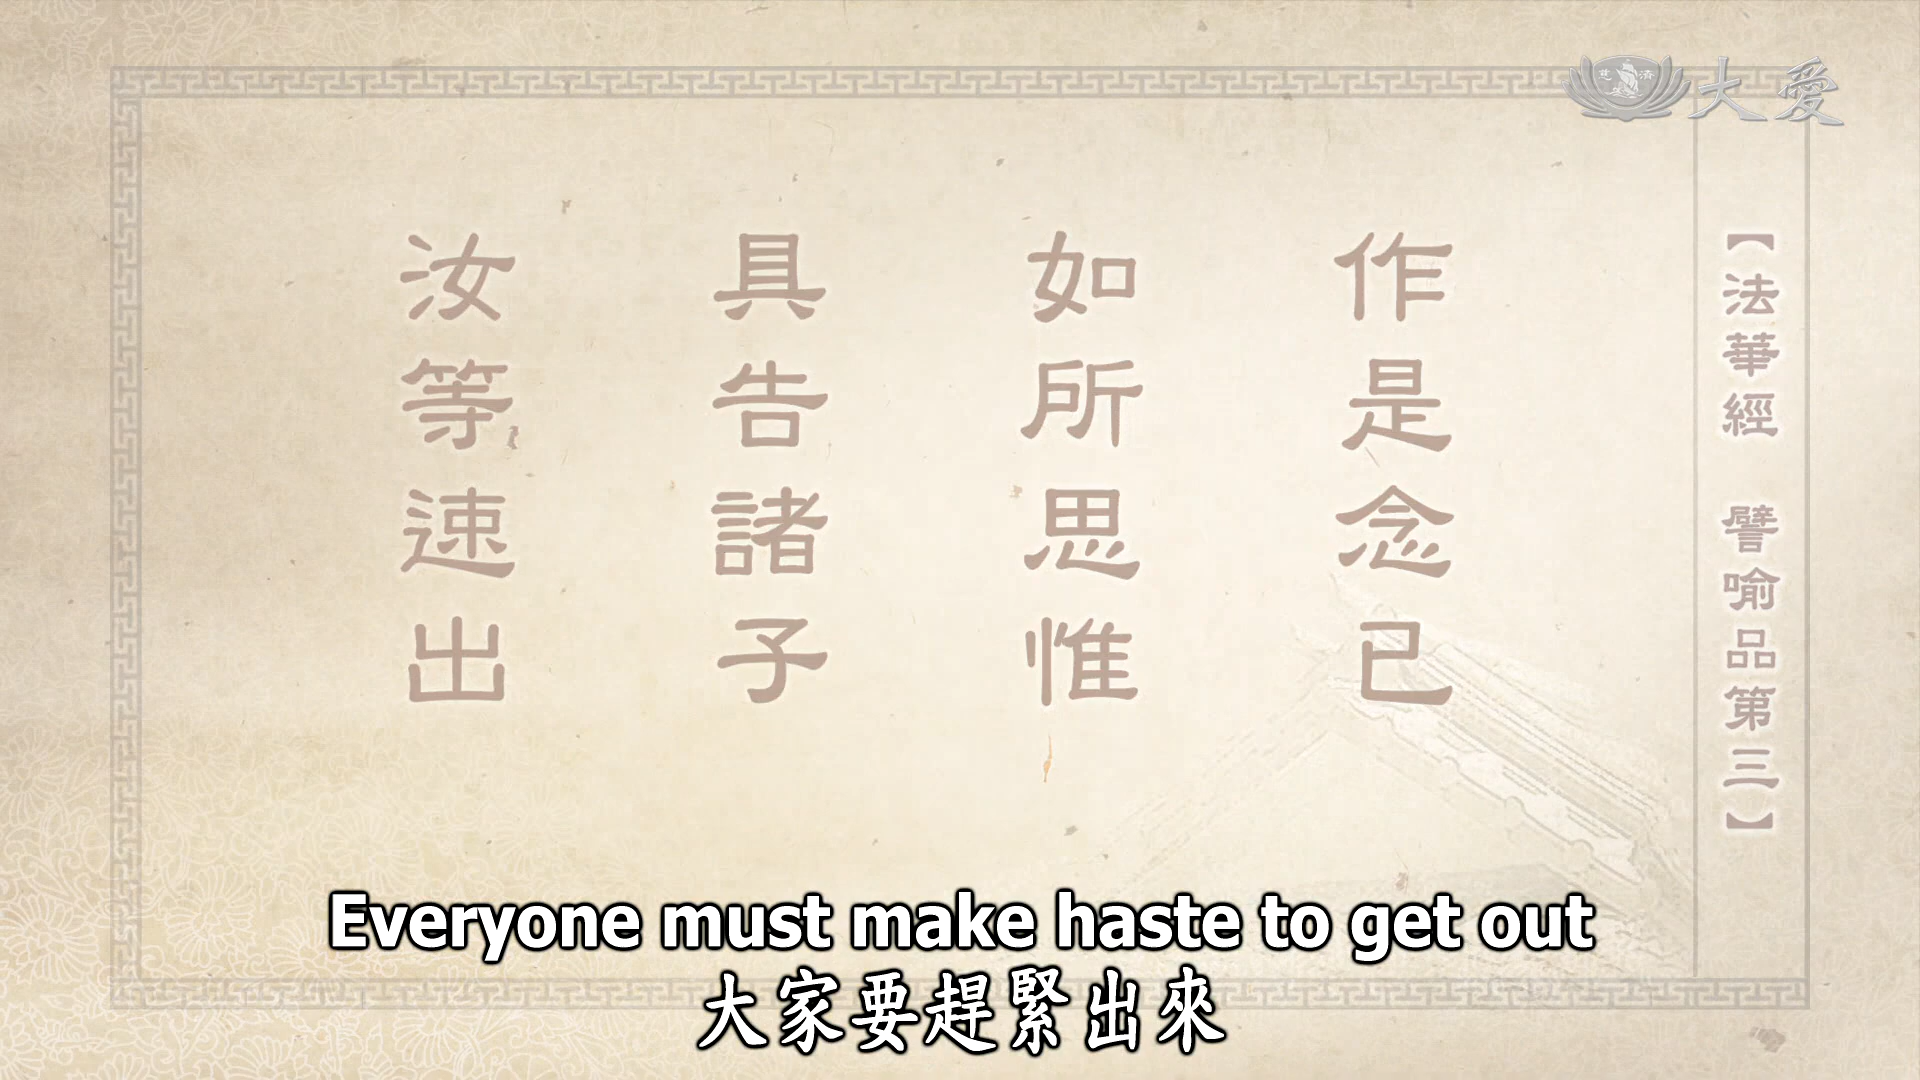 大愛
慈濟
【法華經 譬喻品第三】
作是念已
如所思惟
具告諸子
汝等速出
Everyone must make haste to get out
大家要趕緊出來